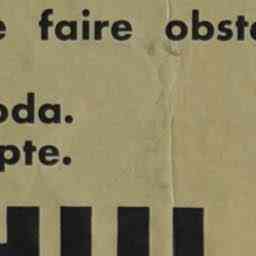 e faire obst
oda.
pte.